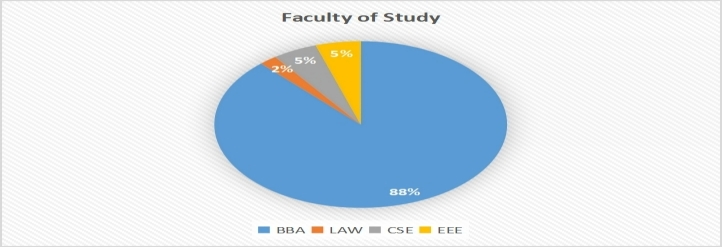 Faculty of Study
5%
5%
2%
88%
BBA LAW CSE EEE